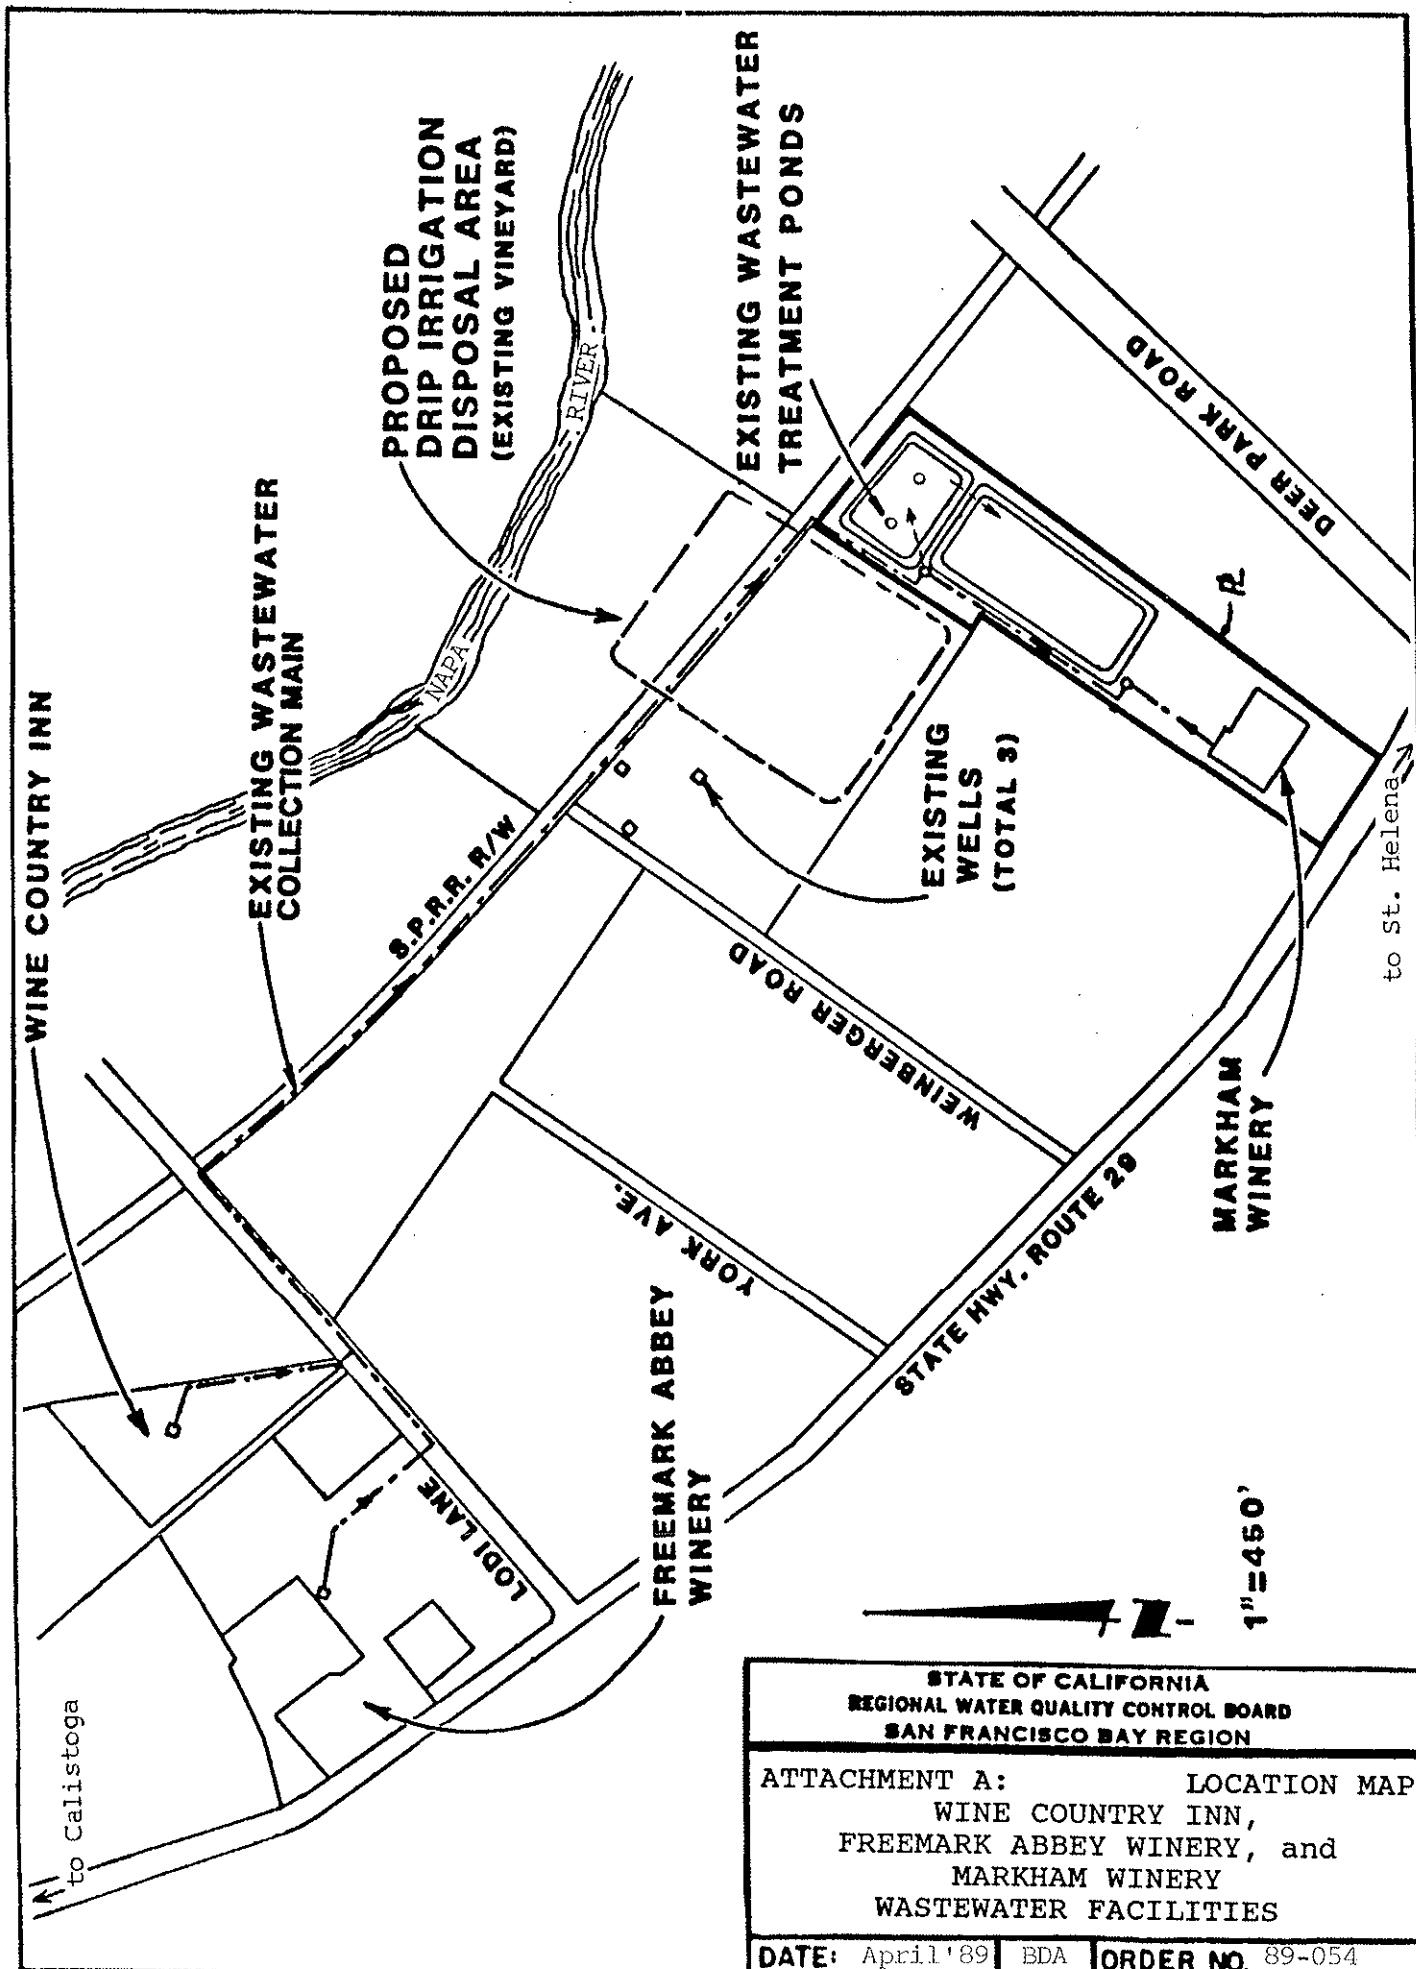 WINE COUNTRY INN
EXISTING WASTEWATER
COLLECTION MAIN
PROPOSED
DRIP IRRIGATION
DISPOSAL AREA
(EXISTING VINEYARD)
EXISTING WASTEWATER
TREATMENT PONDS
NAPA
RIVER
S.P.R.R. R/W
EXISTING
WELLS
(TOTAL 3)
DEER PARK ROAD
PL
WEINBERGER ROAD
YORK AVE.
LODI LANE
STATE HWY. ROUTE 29
to St. Helena
MARKHAM
WINERY
FREEMARK ABBEY
WINERY
to Calistoga
N
1"=450'
STATE OF CALIFORNIA
REGIONAL WATER QUALITY CONTROL BOARD
SAN FRANCISCO BAY REGION
ATTACHMENT A: LOCATION MAP
WINE COUNTRY INN,
FREEMARK ABBEY WINERY, and
MARKHAM WINERY
WASTEWATER FACILITIES
DATE: April'89 BDA ORDER NO. 89-054